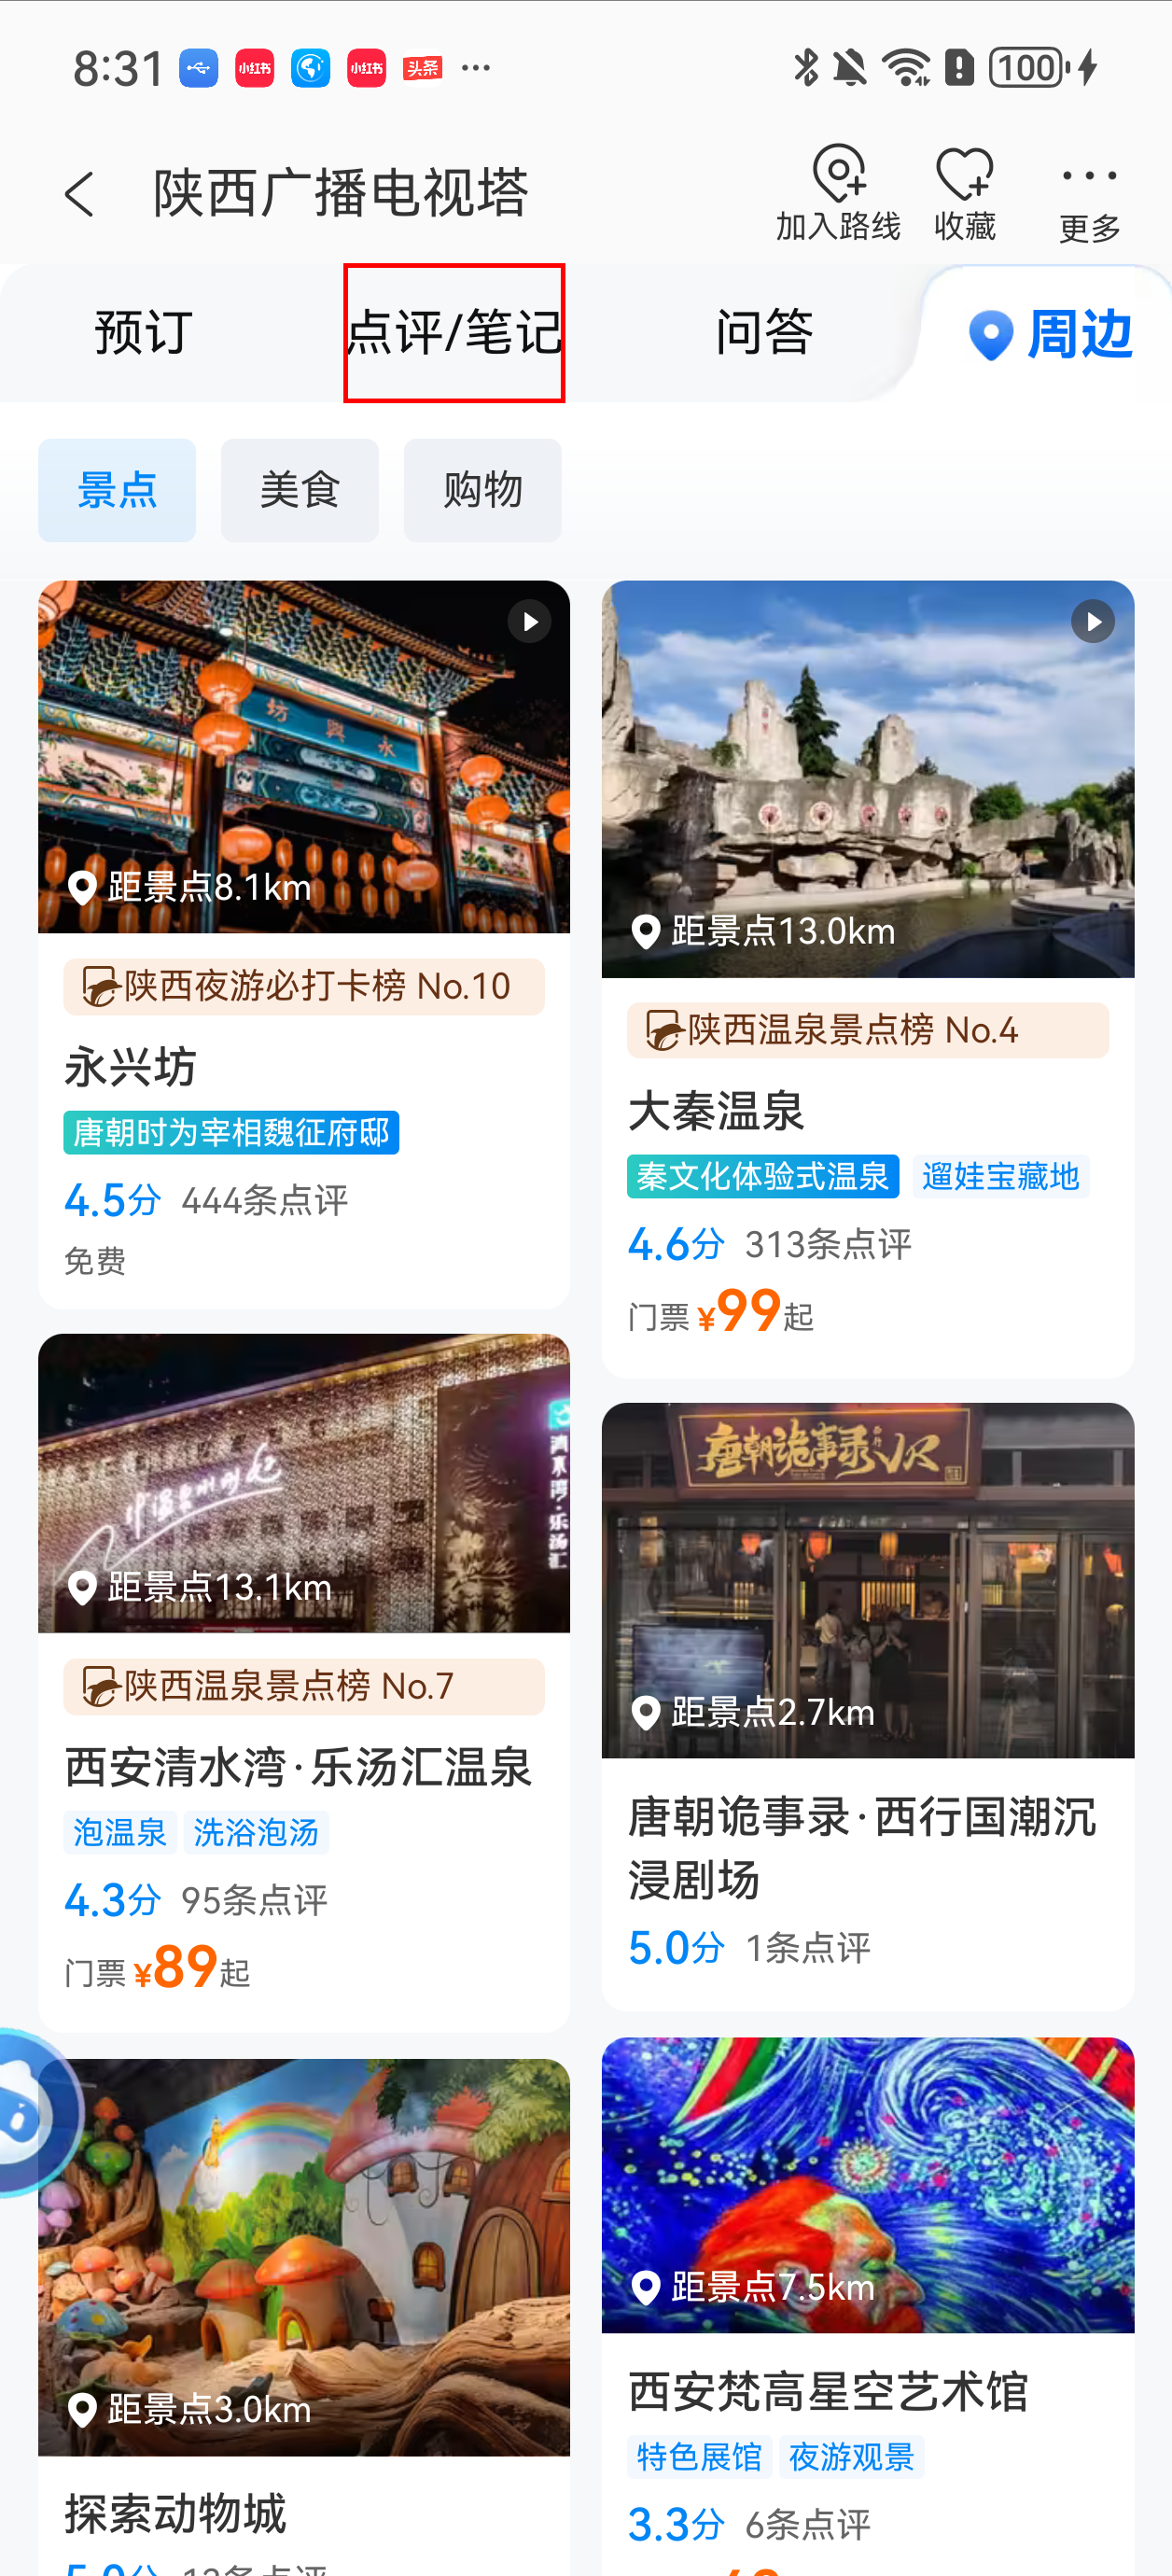 8:31 小红书 小红书 头条 ... 100
陕西广播电视塔
加入路线 收藏 更多
预订 点评/笔记 问答 周边
景点 美食 购物
永興坊
距景点8.1km
陕西夜游必打卡榜 No.10
永兴坊
唐朝时为宰相魏征府邸
4.5分 444条点评
免费
距景点13.0km
陕西温泉景点榜 No.4
大秦温泉
秦文化体验式温泉 遛娃宝藏地
4.6分 313条点评
门票 ¥99起
清水湾·乐汤汇
距景点13.1km
陕西温泉景点榜 No.7
西安清水湾·乐汤汇温泉
泡温泉 洗浴泡汤
4.3分 95条点评
门票 ¥89起
唐朝诡事录 西行 VR
距景点2.7km
唐朝诡事录·西行国潮沉
浸剧场
5.0分 1条点评
距景点3.0km
探索动物城
距景点7.5km
西安梵高星空艺术馆
特色展馆 夜游观景
3.3分 6条点评